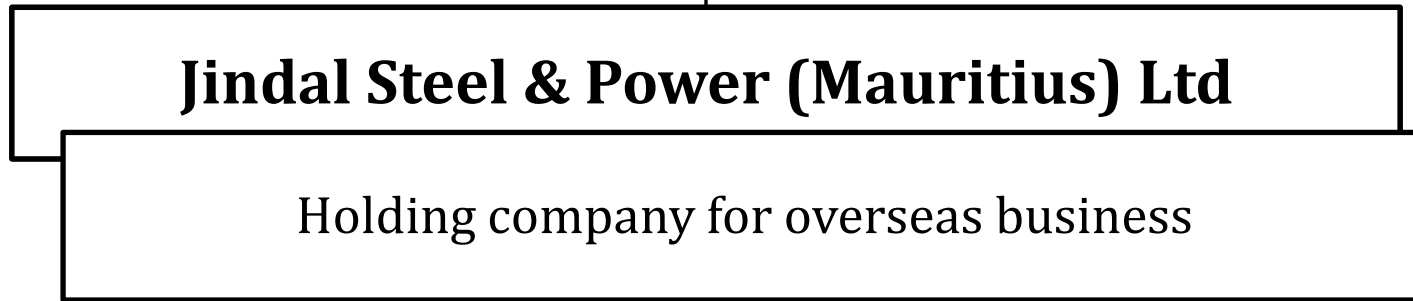 Jindal Steel & Power (Mauritius) Ltd
Holding company for overseas business